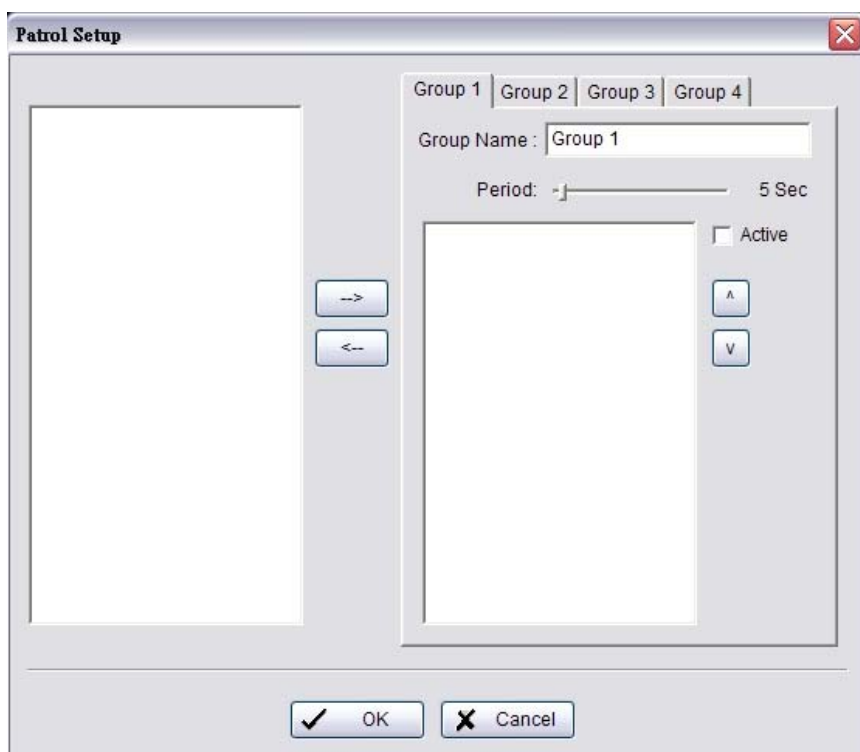 Patrol Setup
Group 1 Group 2 Group 3 Group 4
Group Name : Group 1
Period: 5 Sec
Active
-->
^
<--
v
OK Cancel